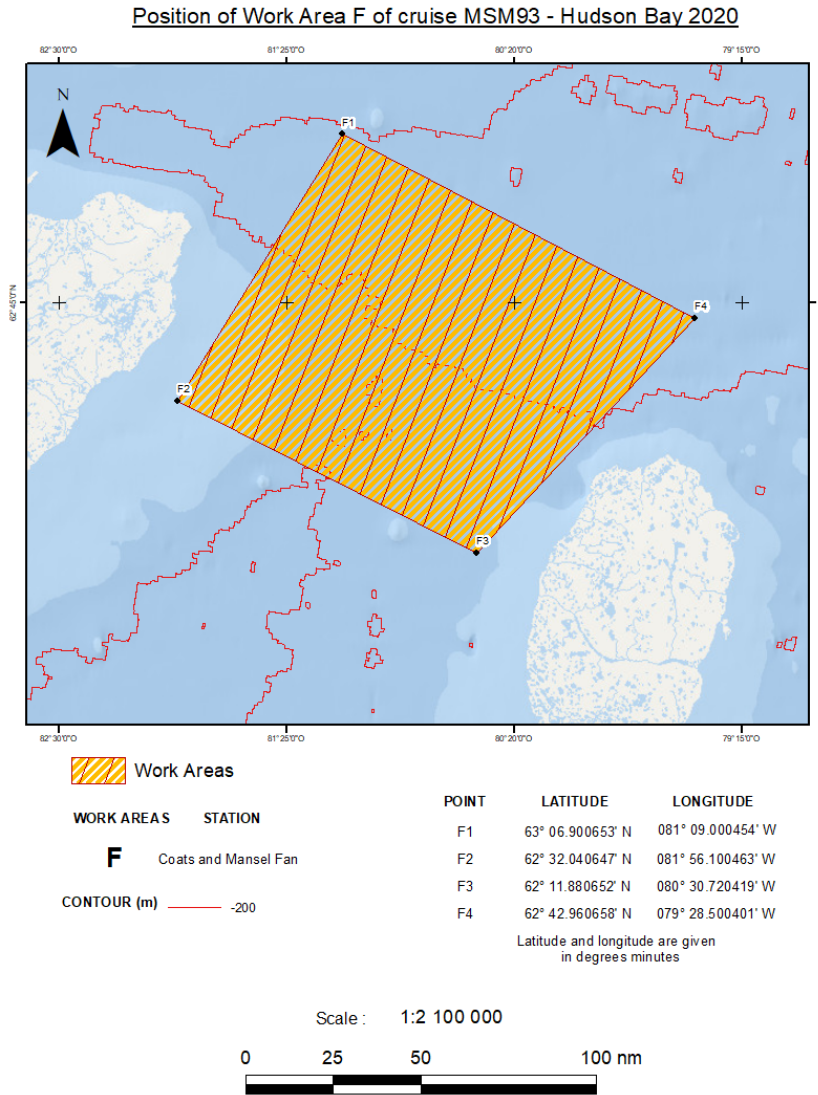 Position of Work Area F of cruise MSM93 - Hudson Bay 2020
82°30'0"O 81°25'0"O 80°20'0"O 79°15'0"O
N
F1
62°45'0"N
F4
F2
F3
82°30'0"O 81°25'0"O 80°20'0"O 79°15'0"O
Work Areas
WORK AREAS STATION
F Coats and Mansel Fan
CONTOUR (m) -200
POINT LATITUDE LONGITUDE
F1 63° 06.900653' N 081° 09.000454' W
F2 62° 32.040647' N 081° 56.100463' W
F3 62° 11.880652' N 080° 30.720419' W
F4 62° 42.960658' N 079° 28.500401' W
Latitude and longitude are given
in degrees minutes
Scale : 1:2 100 000
0 25 50 100 nm